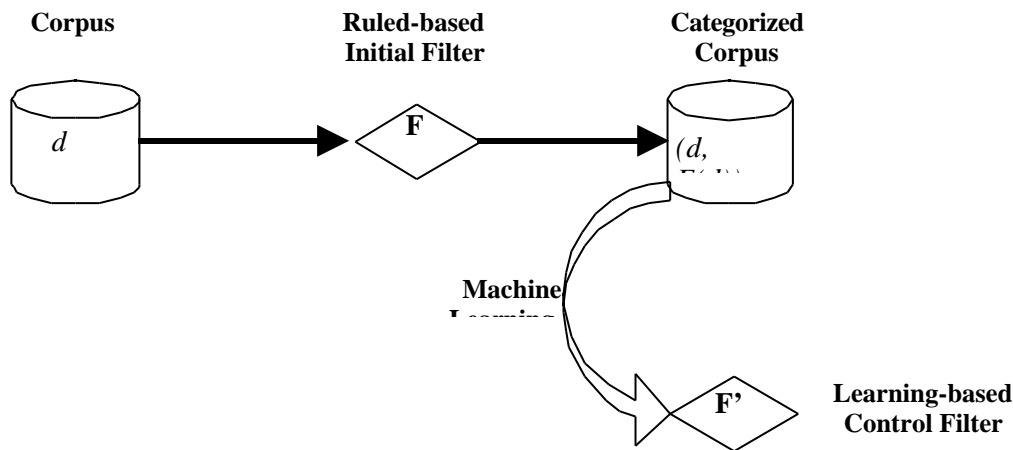 Corpus
Ruled-based
Initial Filter
Categorized
Corpus
d
F
(d,
Machine
F’
Learning-based
Control Filter